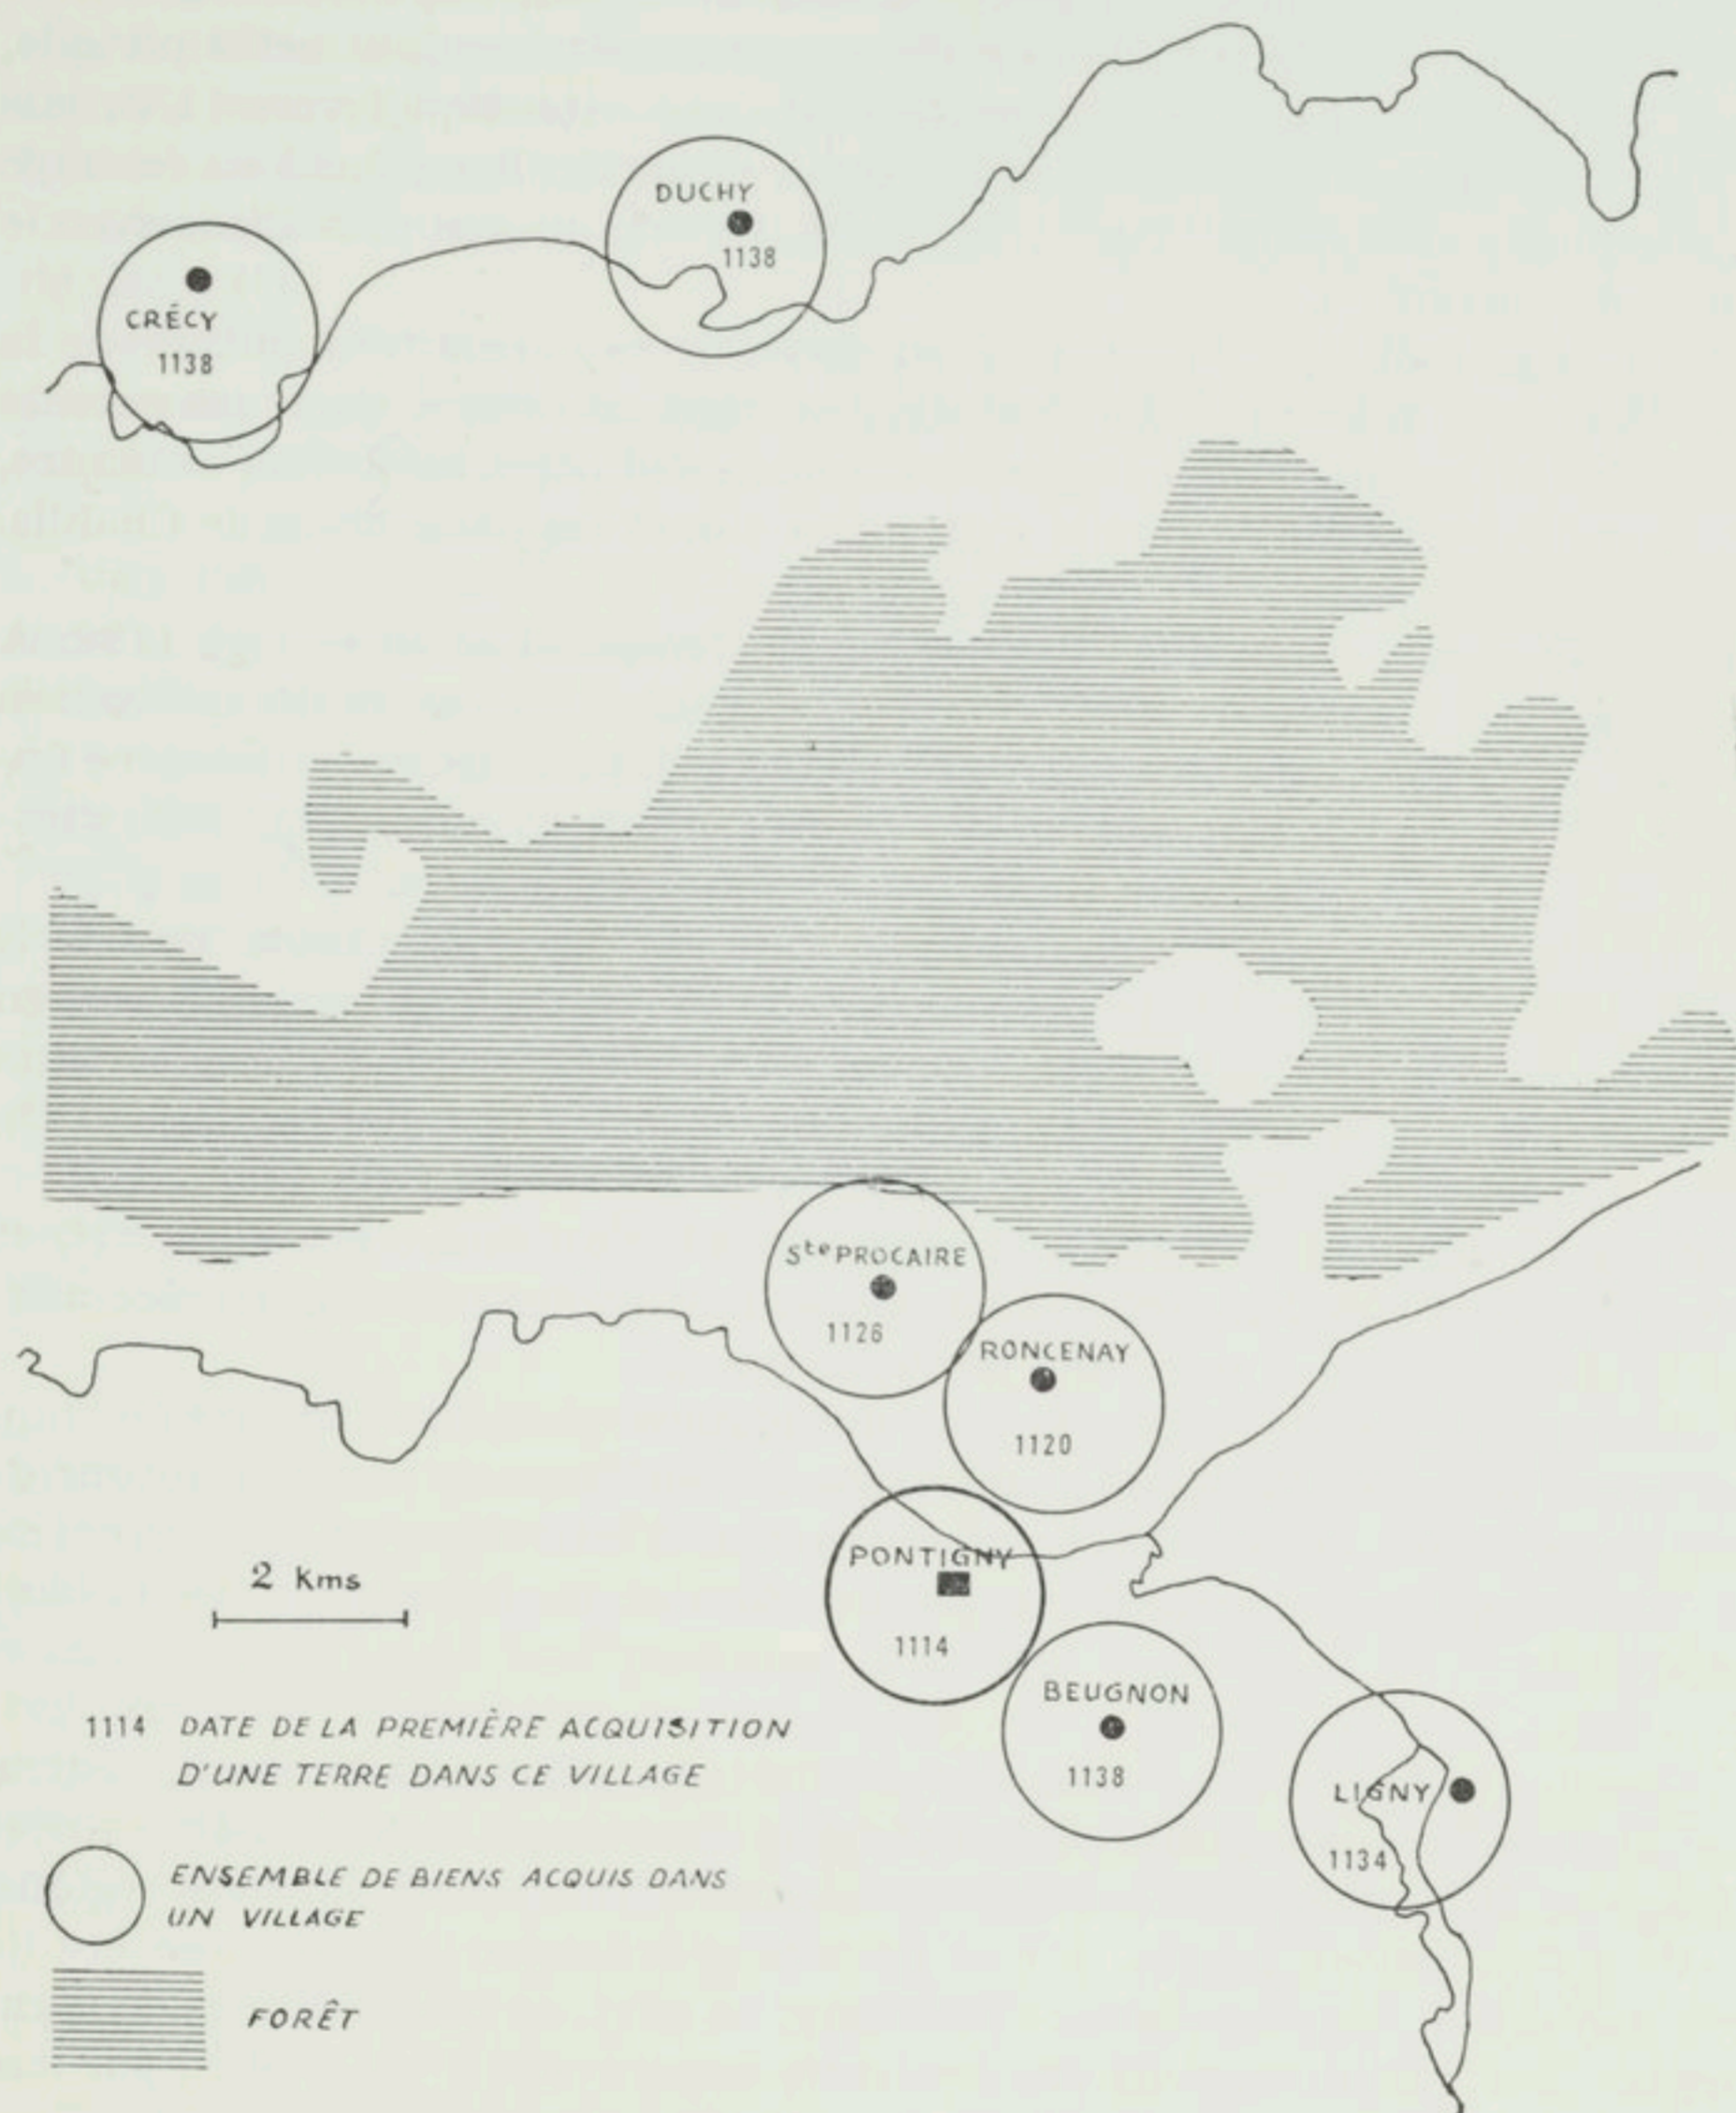 DUCHY
1138
CRÉCY
1138
Ste PROCAIRE
1126
RONCENAY
1120
PONTIGNY
1114
BEUGNON
1138
LIGNY
1134
2 Kms
1114 DATE DE LA PREMIÈRE ACQUISITION
D'UNE TERRE DANS CE VILLAGE
ENSEMBLE DE BIENS ACQUIS DANS
UN VILLAGE
FORÊT